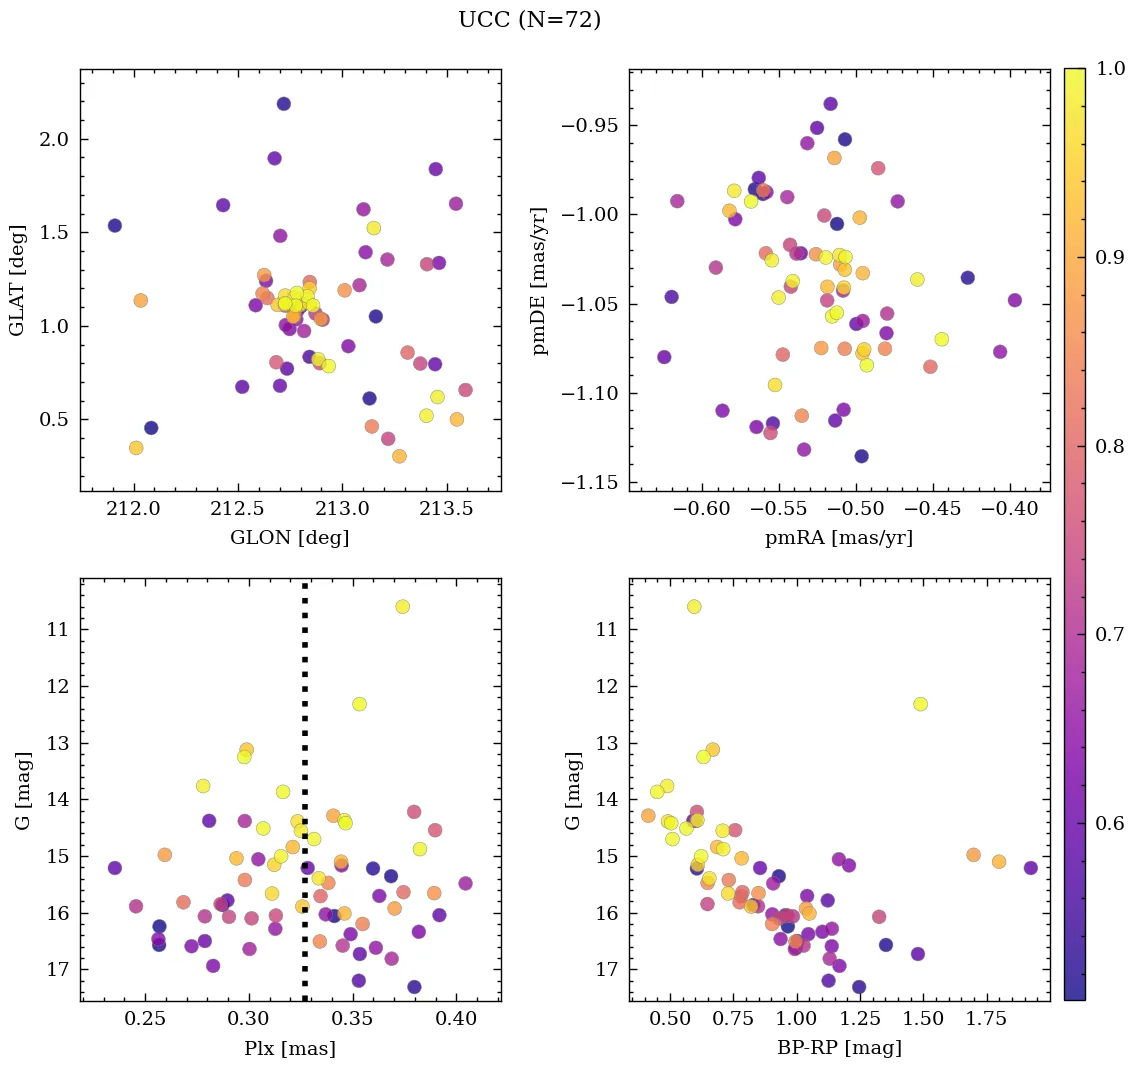 UCC (N=72)
2.0
1.5
1.0
0.5
GLAT [deg]
212.0 212.5 213.0 213.5
GLON [deg]
−0.95
−1.00
−1.05
−1.10
−1.15
pmDE [mas/yr]
−0.60 −0.55 −0.50 −0.45 −0.40
pmRA [mas/yr]
1.0
0.9
0.8
0.7
0.6
11
12
13
14
15
16
17
G [mag]
0.25 0.30 0.35 0.40
Plx [mas]
11
12
13
14
15
16
17
G [mag]
0.50 0.75 1.00 1.25 1.50 1.75
BP-RP [mag]